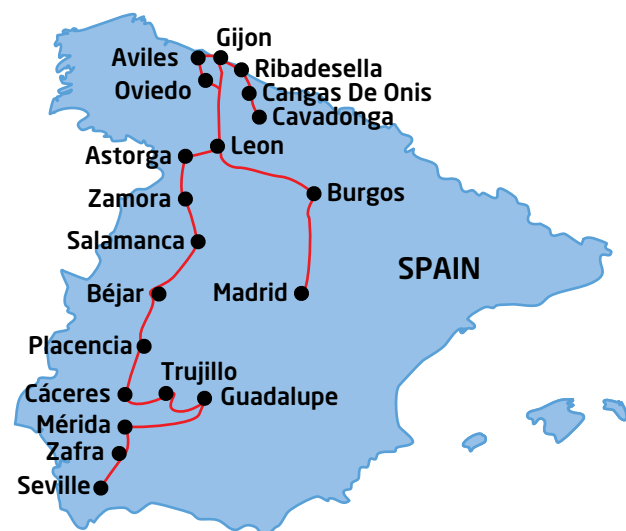 Gijon
Aviles
Ribadesella
Oviedo
Cangas De Onis
Cavadonga
Leon
Astorga
Zamora
Burgos
Salamanca
SPAIN
Béjar
Madrid
Placencia
Trujillo
Cáceres
Guadalupe
Mérida
Zafra
Seville